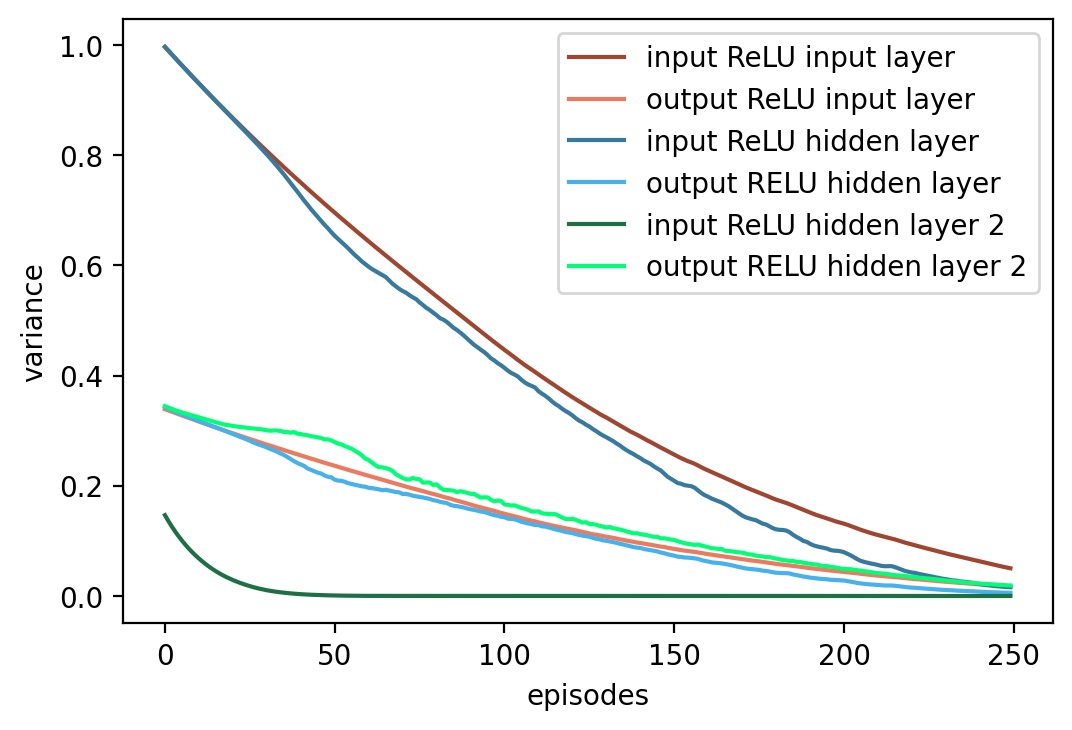 1.0
0.8
0.6
0.4
0.2
0.0
variance
input ReLU input layer
output ReLU input layer
input ReLU hidden layer
output RELU hidden layer
input ReLU hidden layer 2
output RELU hidden layer 2
0 50 100 150 200 250
episodes